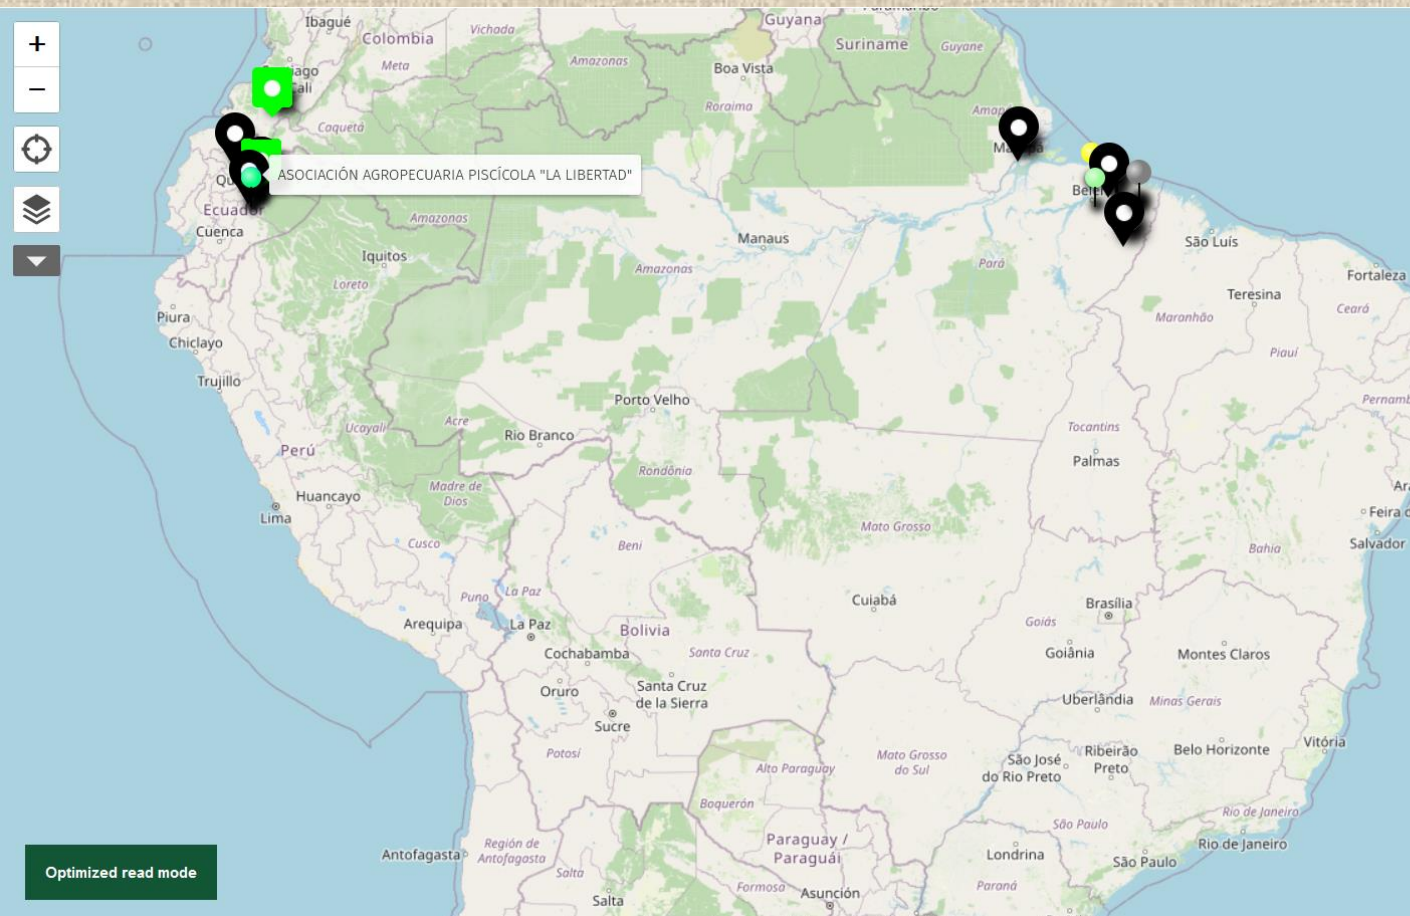 Paramaribo
Ibagué
Guyana
Vichada
Colombia
Suriname
Guyane
Meta
Amazonas
Boa Vista
Roraima
Caquetá
ASOCIACIÓN AGROPECUARIA PISCÍCOLA "LA LIBERTAD"
Ecuador
Cuenca
Amazonas
Manaus
São Luís
Iquitos
Amazonas
Pará
Fortaleza
Loreto
Teresina
Ceará
Piura
Maranhão
Chiclayo
Piauí
Trujillo
Porto Velho
Pernamb
Ucayali
Acre
Rio Branco
Tocantins
Perú
Palmas
Rondônia
Madre de
Dios
Huancayo
Lima
Feira d
Mato Grosso
Cusco
Beni
Bahia
Salvador
Puno
La Paz
Cuiabá
Brasília
Arequipa
La Paz
Bolivia
Goiás
Cochabamba
Santa Cruz
Goiânia
Montes Claros
Oruro
Santa Cruz
de la Sierra
Uberlândia
Minas Gerais
Sucre
Potosí
Mato Grosso
do Sul
São José
do Rio Preto
Ribeirão
Preto
Belo Horizonte
Vitória
Alto Paraguay
Boquerón
Rio de Janeiro
São Paulo
Rio de Janeiro
Antofagasta
Región de
Antofagasta
Paraguay /
Paraguái
Londrina
São Paulo
Optimized read mode
Salta
Salta
Formosa
Asunción
Paraná